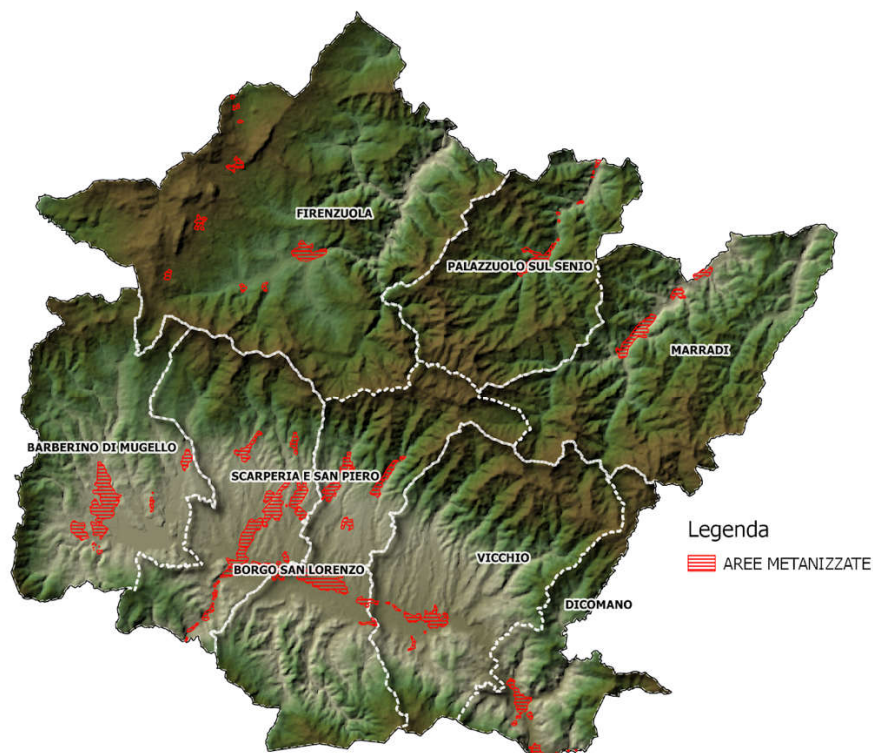 FIRENZUOLA
PALAZZUOLO SUL SENIO
MARRADI
BARBERINO DI MUGELLO
SCARPERIA E SAN PIERO
BORGO SAN LORENZO
VICCHIO
DICOMANO
Legenda
AREE METANIZZATE